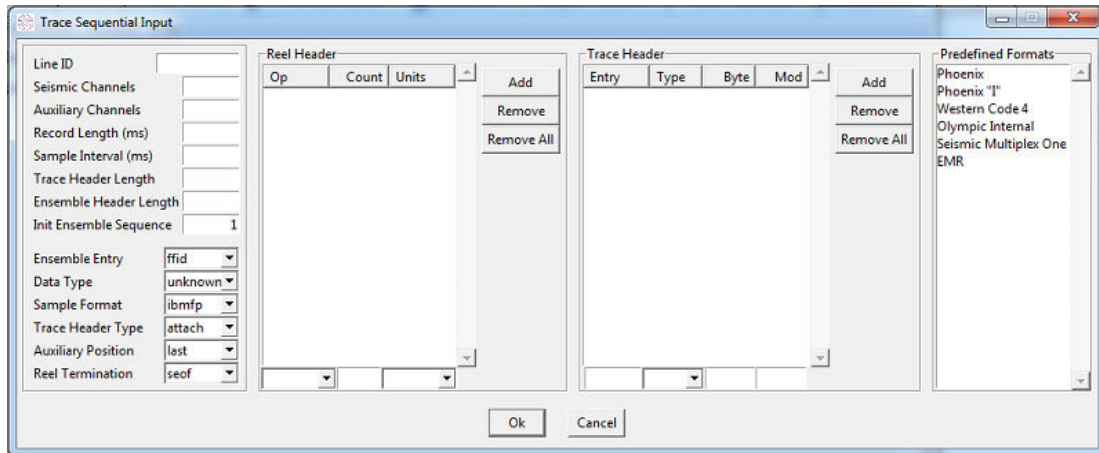 Trace Sequential Input
Line ID
Seismic Channels
Auxiliary Channels
Record Length (ms)
Sample Interval (ms)
Trace Header Length
Ensemble Header Length
Init Ensemble Sequence 1
Ensemble Entry ffid
Data Type unknown
Sample Format ibmfp
Trace Header Type attach
Auxiliary Position last
Reel Termination seof
Reel Header
Op Count Units
Add
Remove
Remove All
Trace Header
Entry Type Byte Mod
Add
Remove
Remove All
Predefined Formats
Phoenix
Phoenix "I"
Western Code 4
Olympic Internal
Seismic Multiplex One
EMR
Ok Cancel